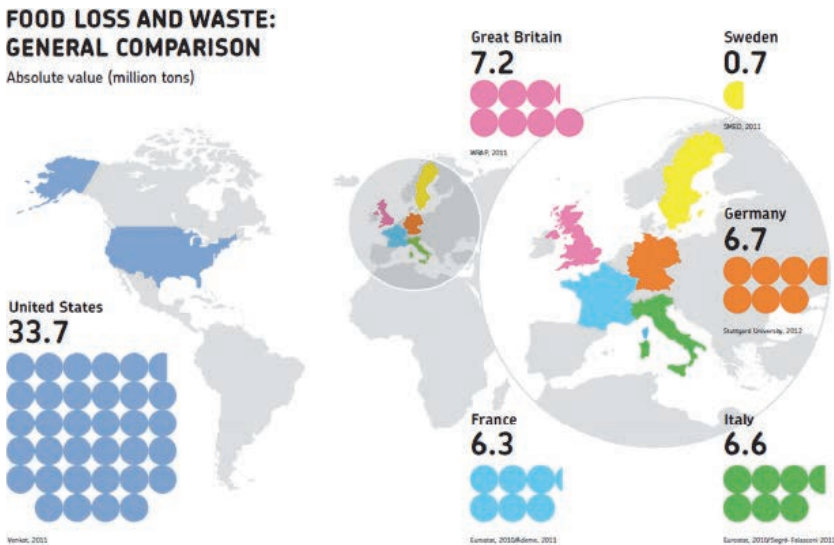 FOOD LOSS AND WASTE:
GENERAL COMPARISON
Absolute value (million tons)
United States
33.7
Venkat, 2011
Great Britain
7.2
WRAP, 2011
Sweden
0.7
SMED, 2011
Germany
6.7
Stuttgard University, 2012
France
6.3
Eurostat, 2010/Ademe, 2011
Italy
6.6
Eurostat, 2010/Segrè-Falasconi 2011